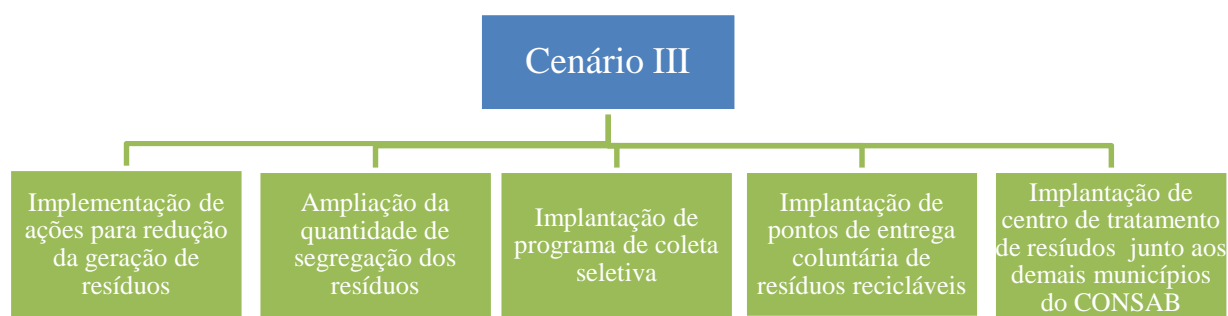 Cenário III
Implementação de
ações para redução
da geração de
resíduos
Ampliação da
quantidade de
segregação dos
resíduos
Implantação de
programa de coleta
seletiva
Implantação de
pontos de entrega
coluntária de
resíduos recicláveis
Implantação de
centro de tratamento
de resíudos junto aos
demais municípios
do CONSAB